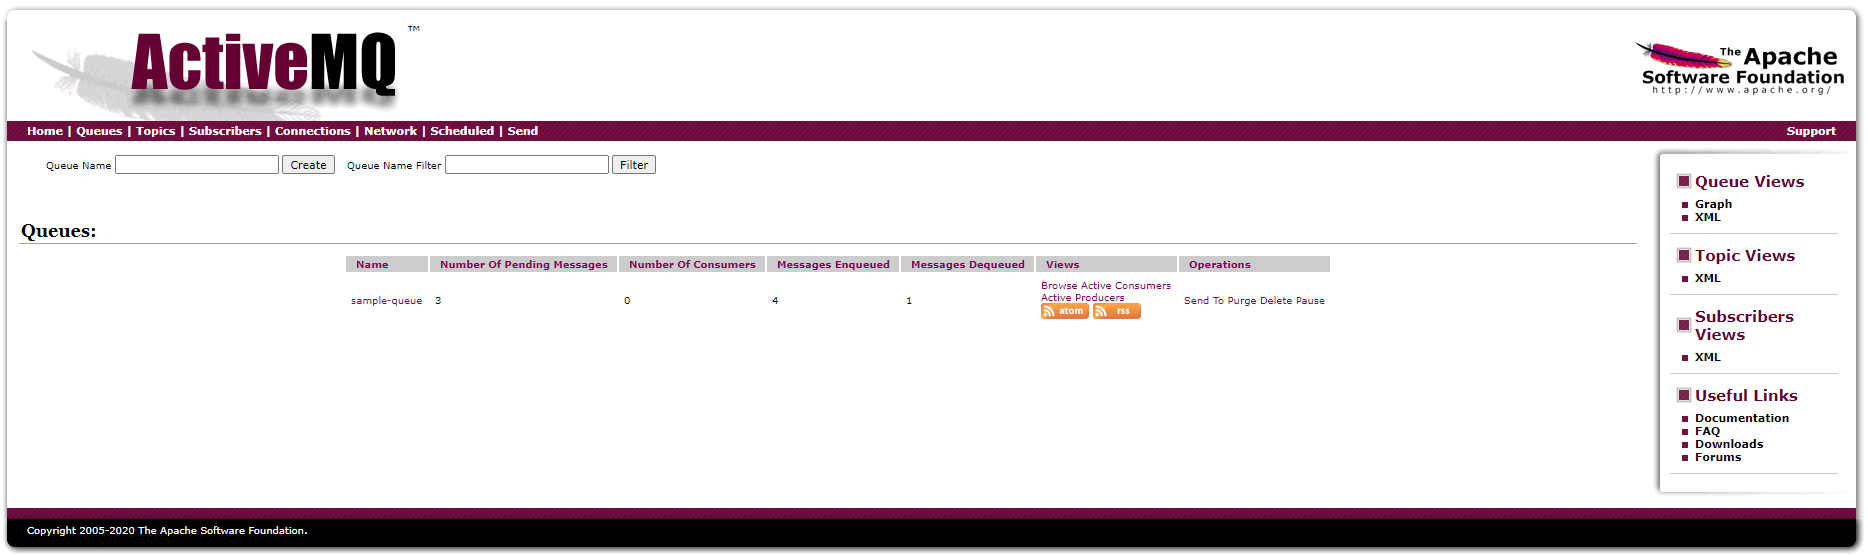 ActiveMQ ™
The Apache
Software Foundation
http://www.apache.org/
Home | Queues | Topics | Subscribers | Connections | Network | Scheduled | Send
Support
Queue Name Create Queue Name Filter Filter
Queues:
Name Number Of Pending Messages Number Of Consumers Messages Enqueued Messages Dequeued Views Operations
sample-queue 3 0 4 1
Browse Active Consumers
Active Producers
atom rss
Send To Purge Delete Pause
Queue Views
Graph
XML
Topic Views
XML
Subscribers
Views
XML
Useful Links
Documentation
FAQ
Downloads
Forums
Copyright 2005-2020 The Apache Software Foundation.